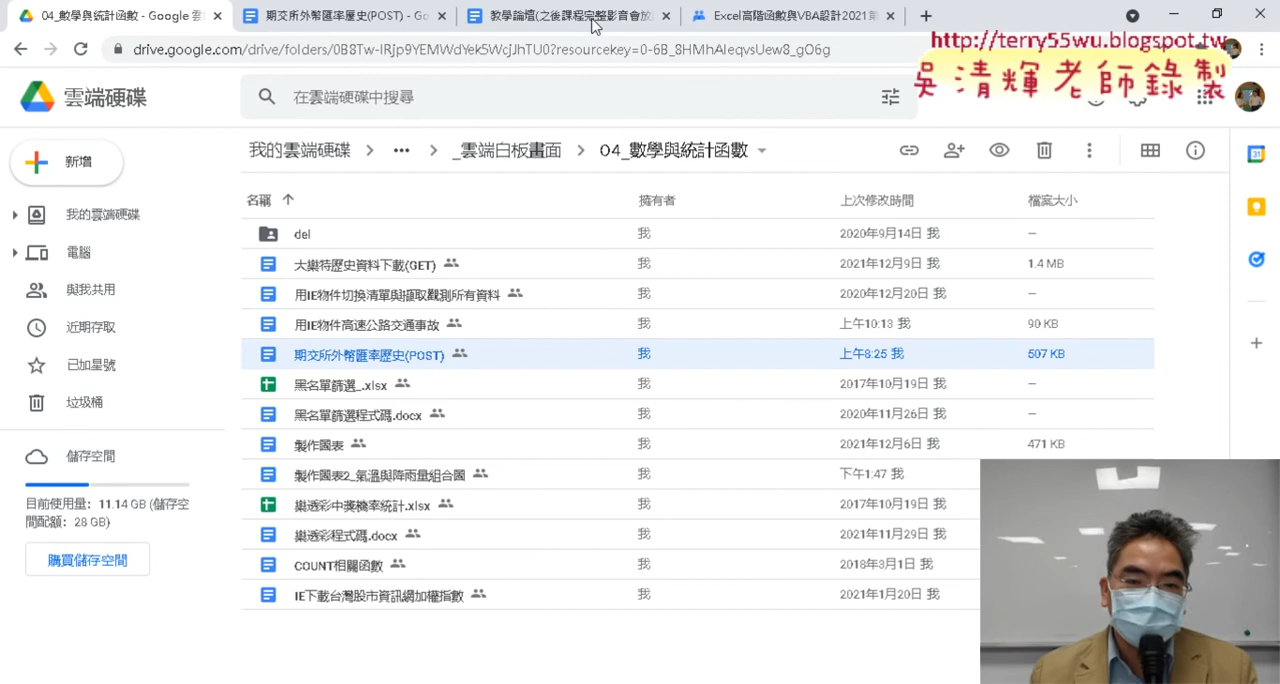 04_數學與統計函數 - Google 雲
期交所外幣匯率歷史(POST) - Go
教學論壇(之後課程完整影音會放
Excel高階函數與VBA設計2021第
drive.google.com/drive/folders/0B8Tw-IRjp9YEMWdYek5WcjJhTU0?resourcekey=0-6B_8HMhAIeqvsUew8_gO6g
http://terry55wu.blogspot.tw
吳清輝老師錄製
雲端硬碟
在雲端硬碟中搜尋
新增
我的雲端硬碟
電腦
與我共用
近期存取
已加星號
垃圾桶
儲存空間
目前使用量：11.14 GB (儲存空
間配額：28 GB)
購買儲存空間
我的雲端硬碟 > ••• > _雲端白板畫面 > 04_數學與統計函數
名稱 擁有者 上次修改時間 檔案大小
del 我 2020年9月14日 我 –
大樂特歷史資料下載(GET) 我 2021年12月9日 我 1.4 MB
用IE物件切換清單與擷取觀測所有資料 我 2020年12月20日 我 –
用IE物件高速公路交通事故 我 上午10:13 我 90 KB
期交所外幣匯率歷史(POST) 我 上午8:25 我 507 KB
黑名單篩選_.xlsx 我 2017年10月19日 我 –
黑名單篩選程式碼.docx 我 2020年11月26日 我 –
製作圖表 我 2021年12月6日 我 471 KB
製作圖表2_氣溫與降雨量組合圖 我 下午1:47 我
樂透彩中獎機率統計.xlsx 我 2017年10月19日 我
樂透彩程式碼.docx 我 2021年11月29日 我
COUNT相關函數 我 2018年3月1日 我
IE下載台灣股市資訊網加權指數 我 2021年1月20日 我
31